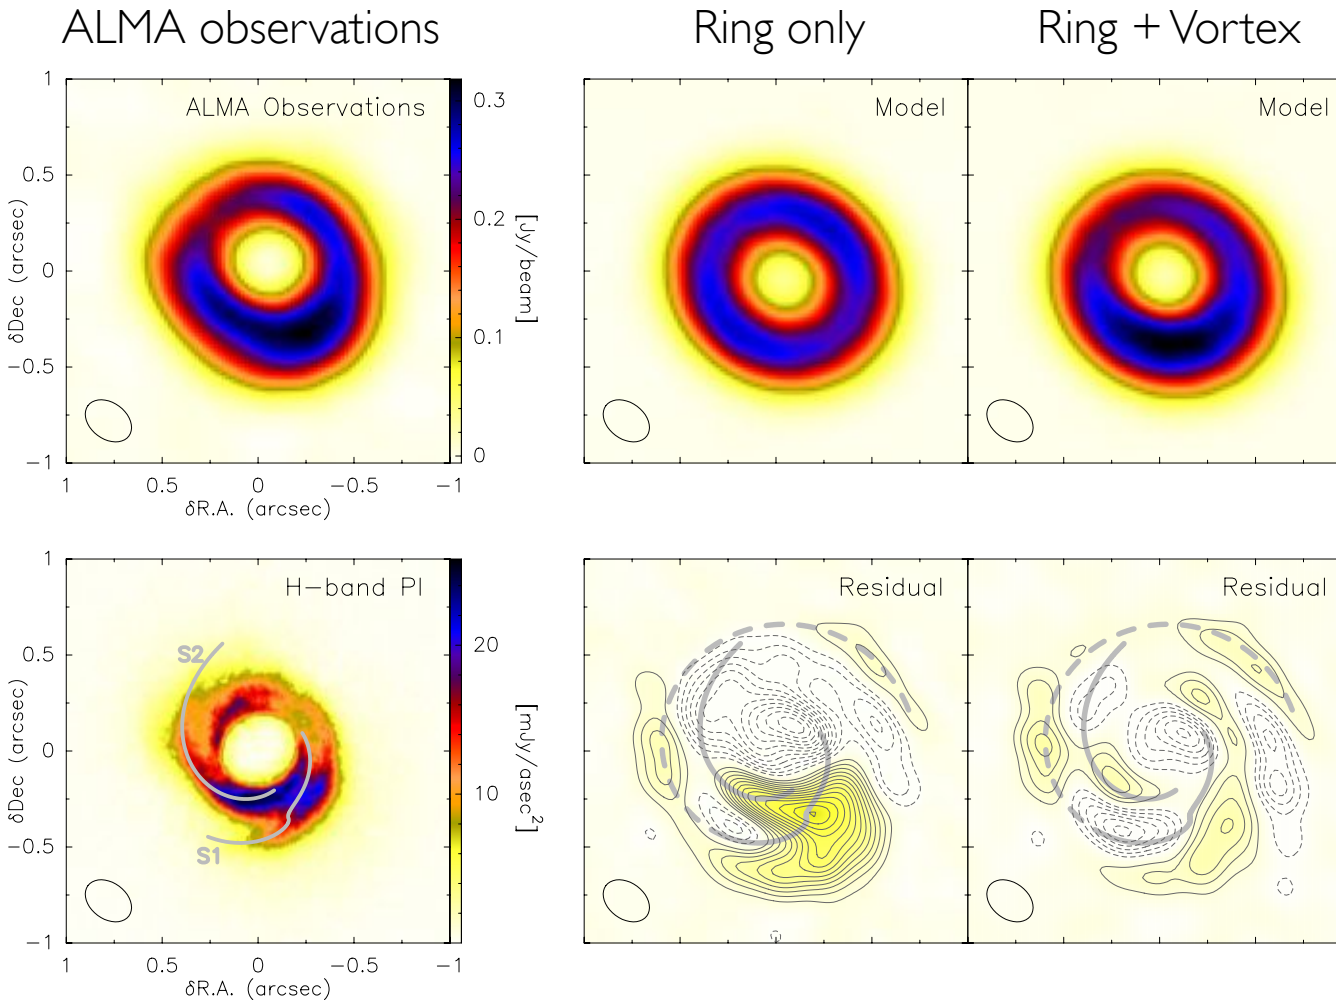 ALMA observations Ring only Ring + Vortex
ALMA Observations
Model
Model
1
0.5
0
−0.5
−1
δDec (arcsec)
1 0.5 0 −0.5 −1
δR.A. (arcsec)
0.3
0.2
0.1
0
[Jy/beam]
H−band PI
Residual
Residual
S2
S1
1
0.5
0
−0.5
−1
δDec (arcsec)
1 0.5 0 −0.5 −1
δR.A. (arcsec)
20
10
[mJy/asec²]